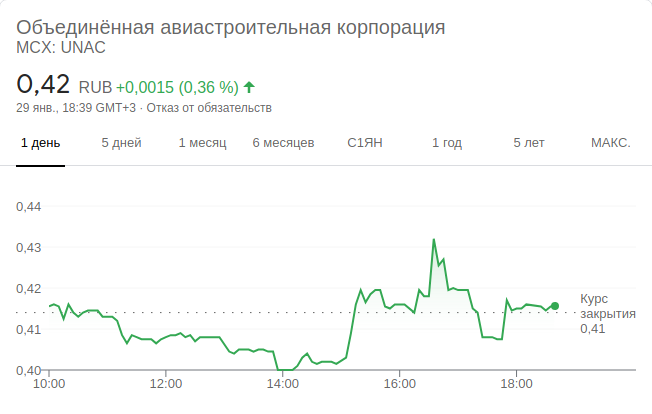 Объединённая авиастроительная корпорация
MCX: UNAC
0,42 RUB +0,0015 (0,36 %)
29 янв., 18:39 GMT+3 · Отказ от обязательств
1 день 5 дней 1 месяц 6 месяцев С1ЯН 1 год 5 лет МАКС.
0,44
0,43
0,42
0,41
0,40
Курс
закрытия
0,41
10:00 12:00 14:00 16:00 18:00